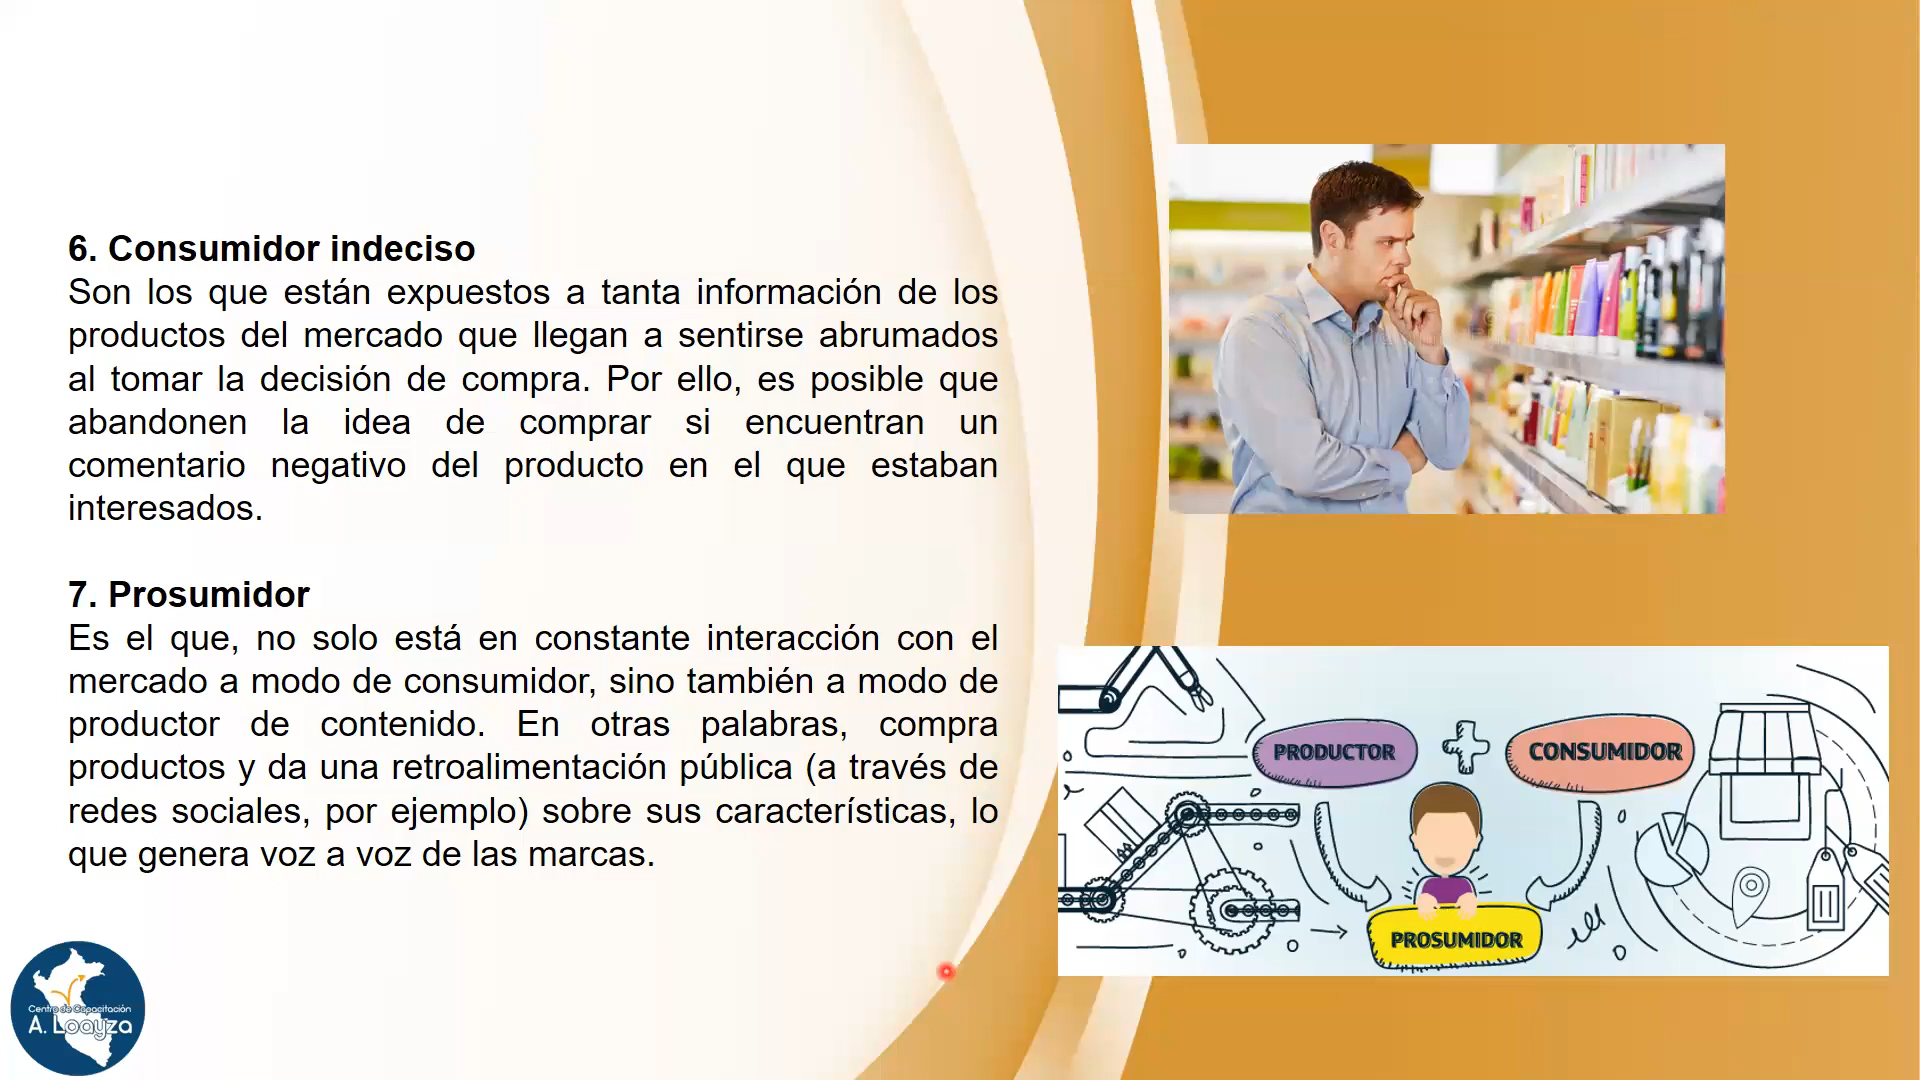 6. Consumidor indeciso
Son los que están expuestos a tanta información de los
productos del mercado que llegan a sentirse abrumados
al tomar la decisión de compra. Por ello, es posible que
abandonen la idea de comprar si encuentran un
comentario negativo del producto en el que estaban
interesados.
7. Prosumidor
Es el que, no solo está en constante interacción con el
mercado a modo de consumidor, sino también a modo de
productor de contenido. En otras palabras, compra
productos y da una retroalimentación pública (a través de
redes sociales, por ejemplo) sobre sus características, lo
que genera voz a voz de las marcas.
PRODUCTOR
CONSUMIDOR
PROSUMIDOR
Centro de Capacitación
A. Loayza